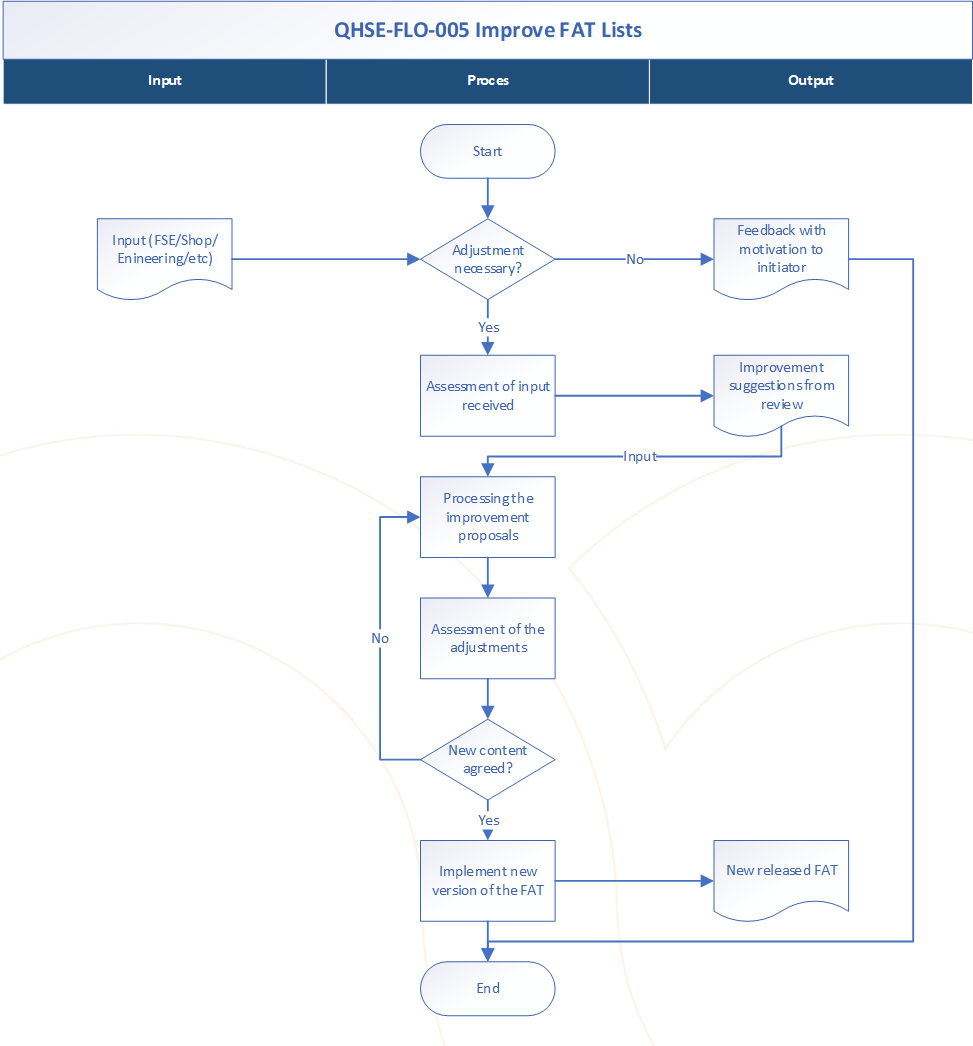 QHSE-FLO-005 Improve FAT Lists
Input
Proces
Output
Start
Input (FSE/Shop/
Enineering/etc)
Adjustment
necessary?
No
Feedback with
motivation to
initiator
Yes
Assessment of input
received
Improvement
suggestions from
review
Input
Processing the
improvement
proposals
No
Assessment of the
adjustments
New content
agreed?
Yes
Implement new
version of the FAT
New released FAT
End